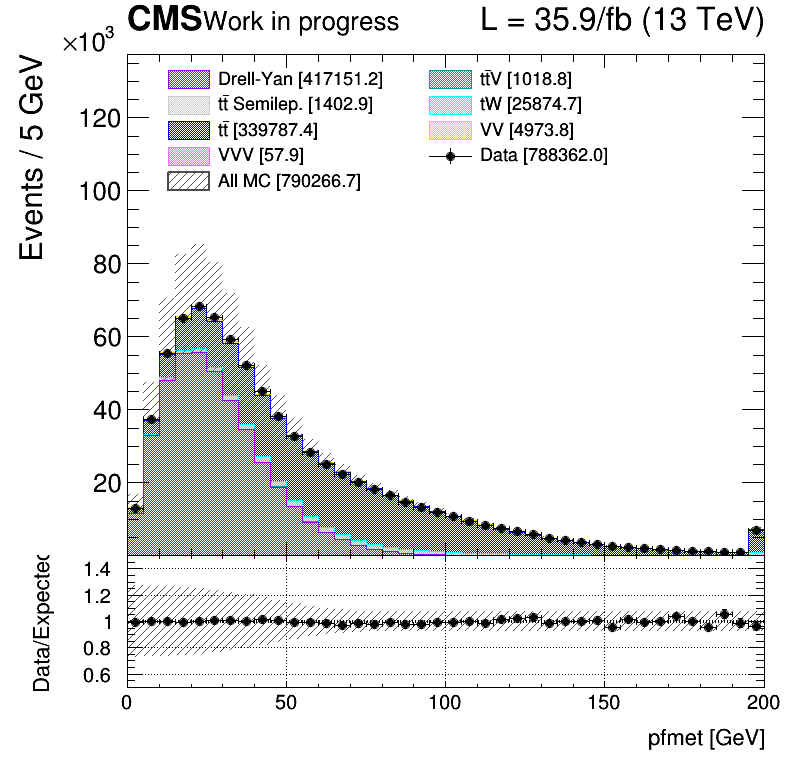 CMS Work in progress L = 35.9/fb (13 TeV)
×10³
Events / 5 GeV
Drell-Yan [417151.2]
tt̄ Semilep. [1402.9]
tt̄ [339787.4]
VVV [57.9]
All MC [790266.7]
tt̄V [1018.8]
tW [25874.7]
VV [4973.8]
Data [788362.0]
120
100
80
60
40
20
Data/Expected
1.4
1.2
1
0.8
0.6
0 50 100 150 200
pfmet [GeV]